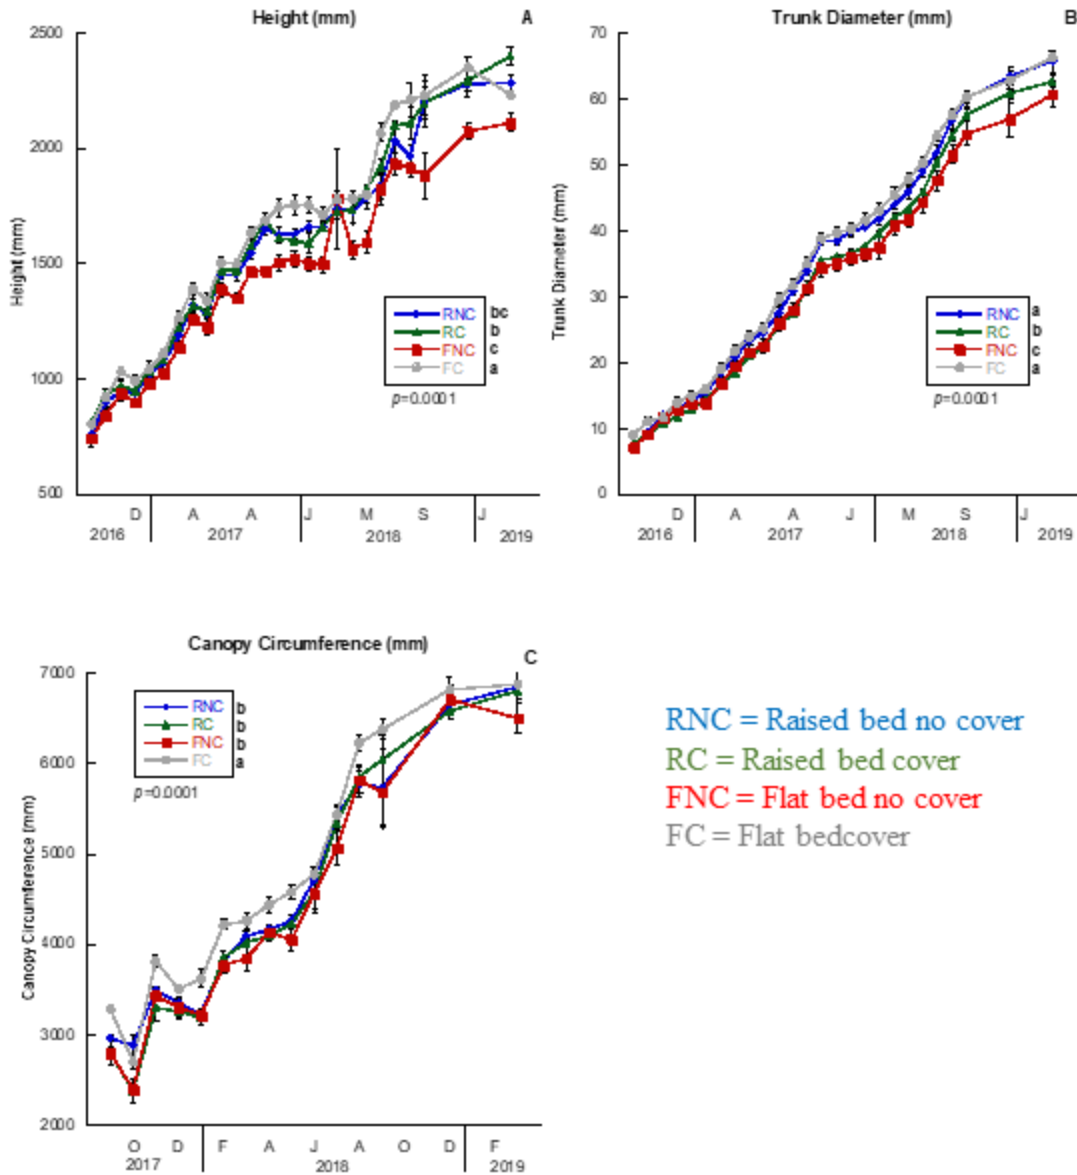 Height (mm) A
2500
2000
1500
1000
500
Height (mm)
RNC bc
RC b
FNC c
FC a
p=0.0001
D A A J M S J
2016 2017 2018 2019
Trunk Diameter (mm) B
70
60
50
40
30
20
10
0
Trunk Diameter (mm)
RNC a
RC b
FNC c
FC a
p=0.0001
D A A J M S J
2016 2017 2018 2019
Canopy Circumference (mm) C
7000
6000
5000
4000
3000
2000
Canopy Circumference (mm)
RNC b
RC b
FNC b
FC a
p=0.0001
O D F A J A O D F
2017 2018 2019
RNC = Raised bed no cover
RC = Raised bed cover
FNC = Flat bed no cover
FC = Flat bedcover